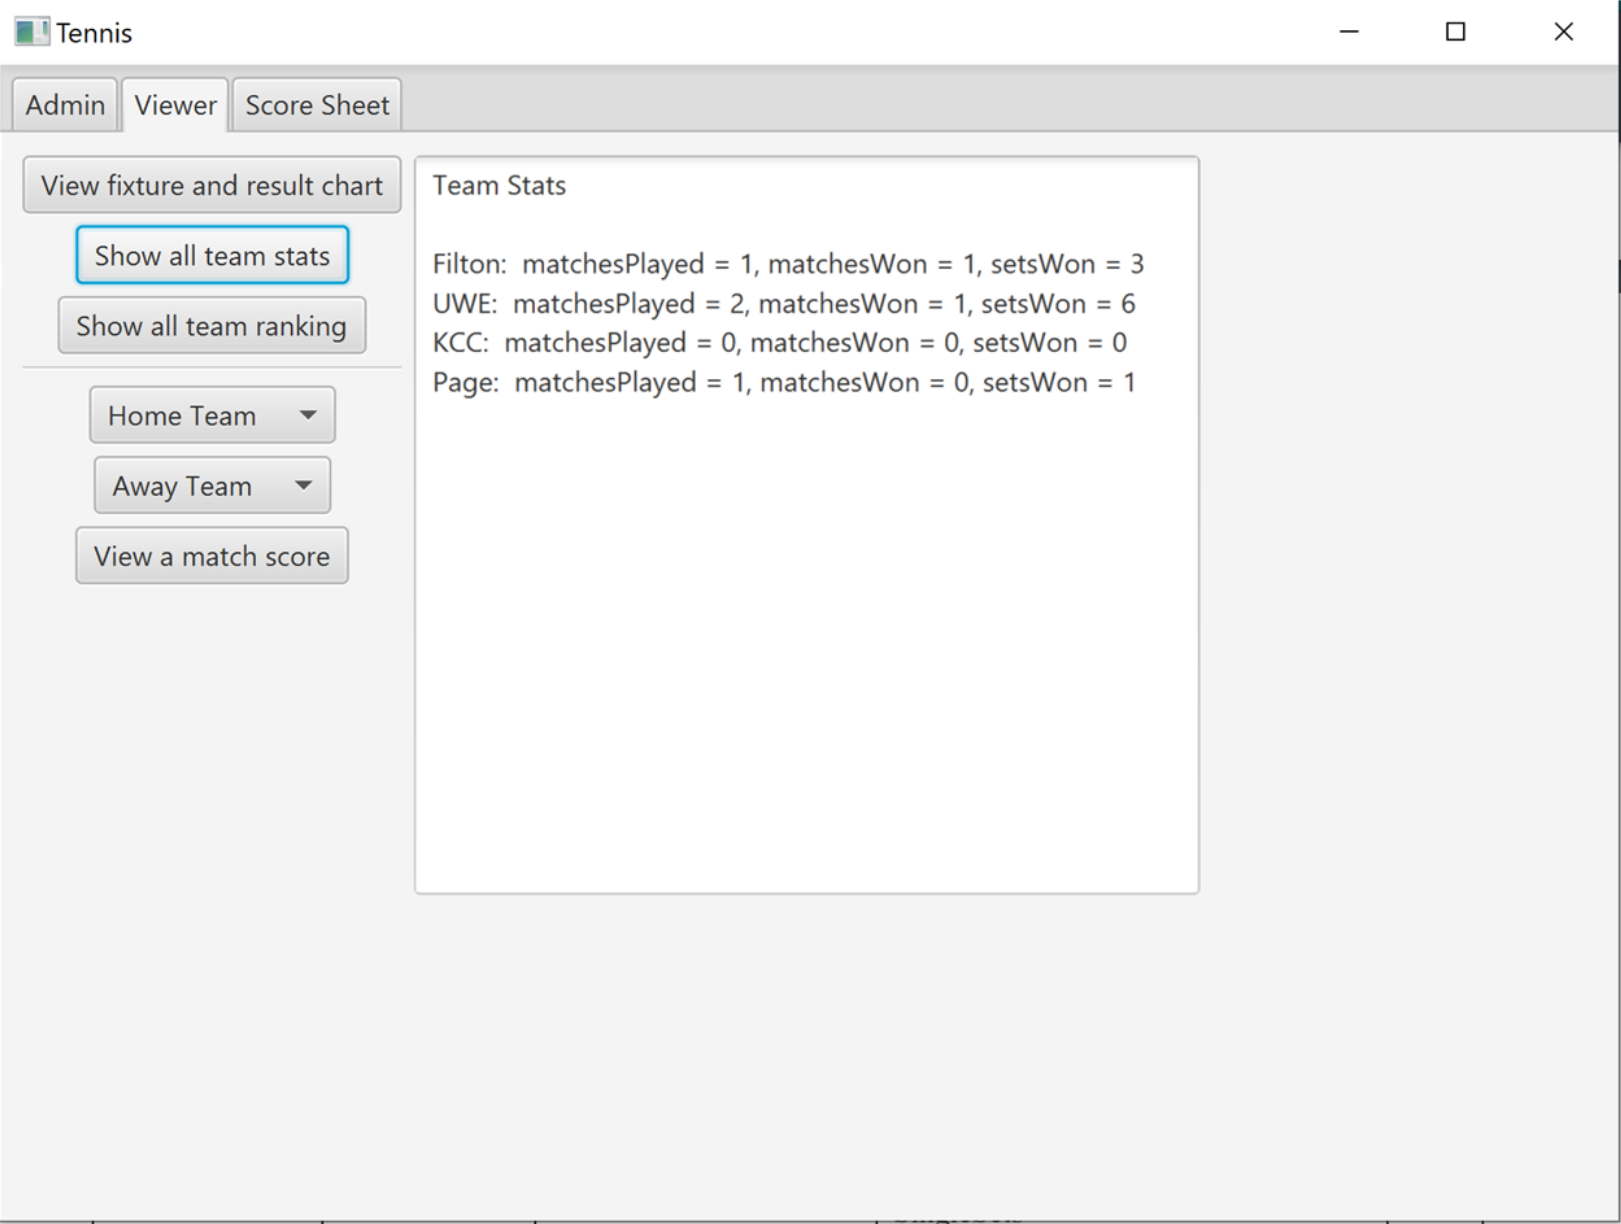 Tennis
Admin
Viewer
Score Sheet
View fixture and result chart
Show all team stats
Show all team ranking
Home Team
Away Team
View a match score
Team Stats
Filton:  matchesPlayed = 1, matchesWon = 1, setsWon = 3
UWE:  matchesPlayed = 2, matchesWon = 1, setsWon = 6
KCC:  matchesPlayed = 0, matchesWon = 0, setsWon = 0
Page:  matchesPlayed = 1, matchesWon = 0, setsWon = 1